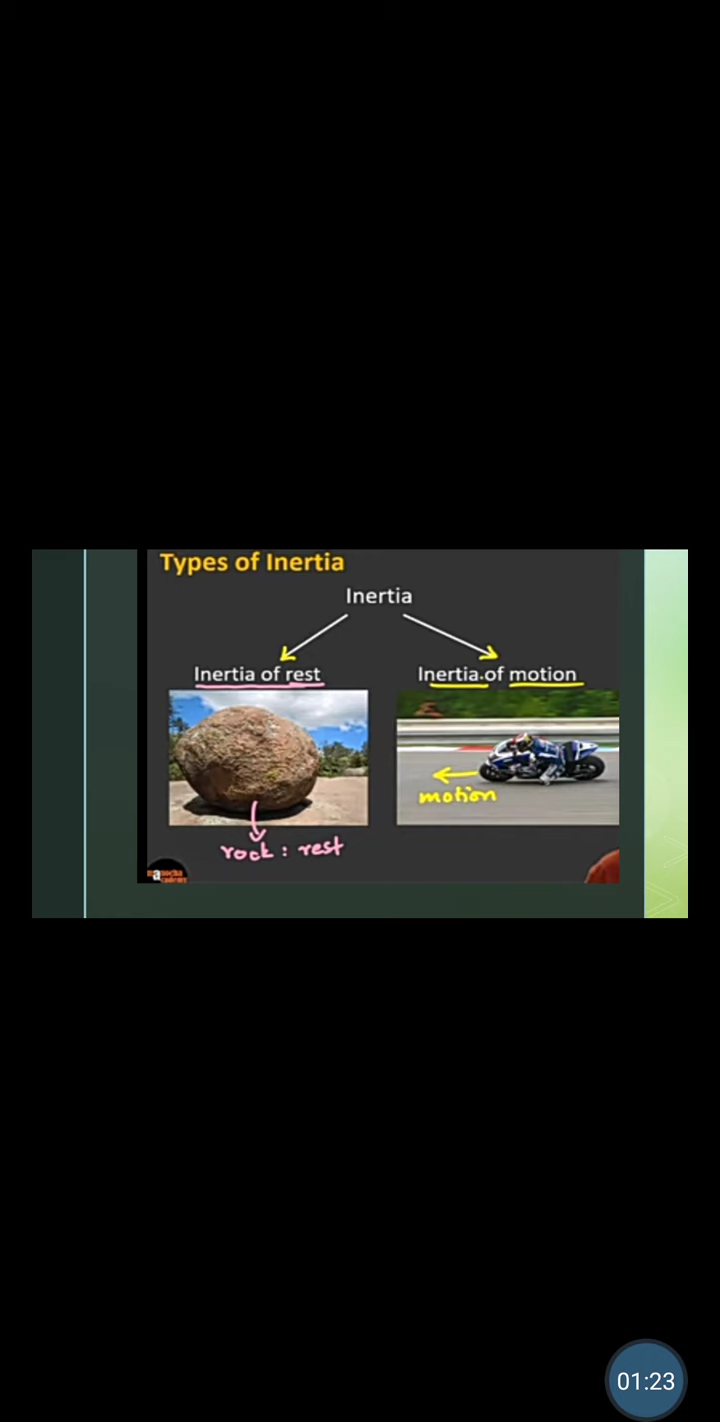 Types of Inertia
Inertia
Inertia of rest
Inertia of motion
motion
rock : rest
01:23